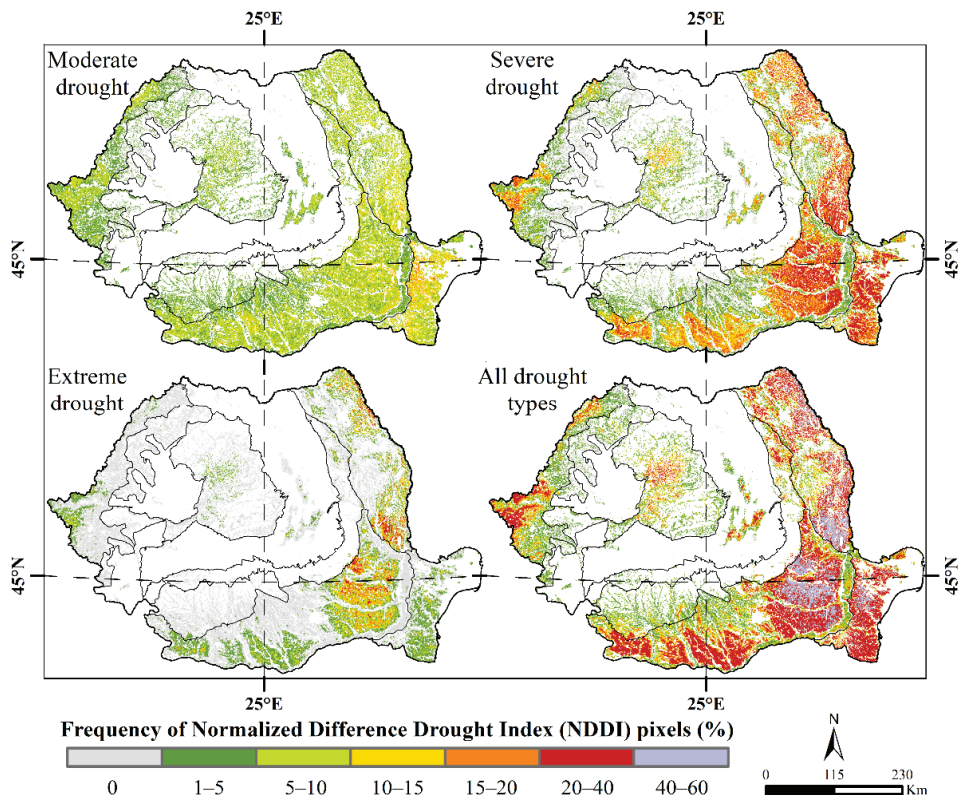 25°E 25°E
Moderate
drought
Severe
drought
45°N 45°N
Extreme
drought
All drought
types
45°N 45°N
25°E 25°E
Frequency of Normalized Difference Drought Index (NDDI) pixels (%)
0 1–5 5–10 10–15 15–20 20–40 40–60
N
0 115 230
Km